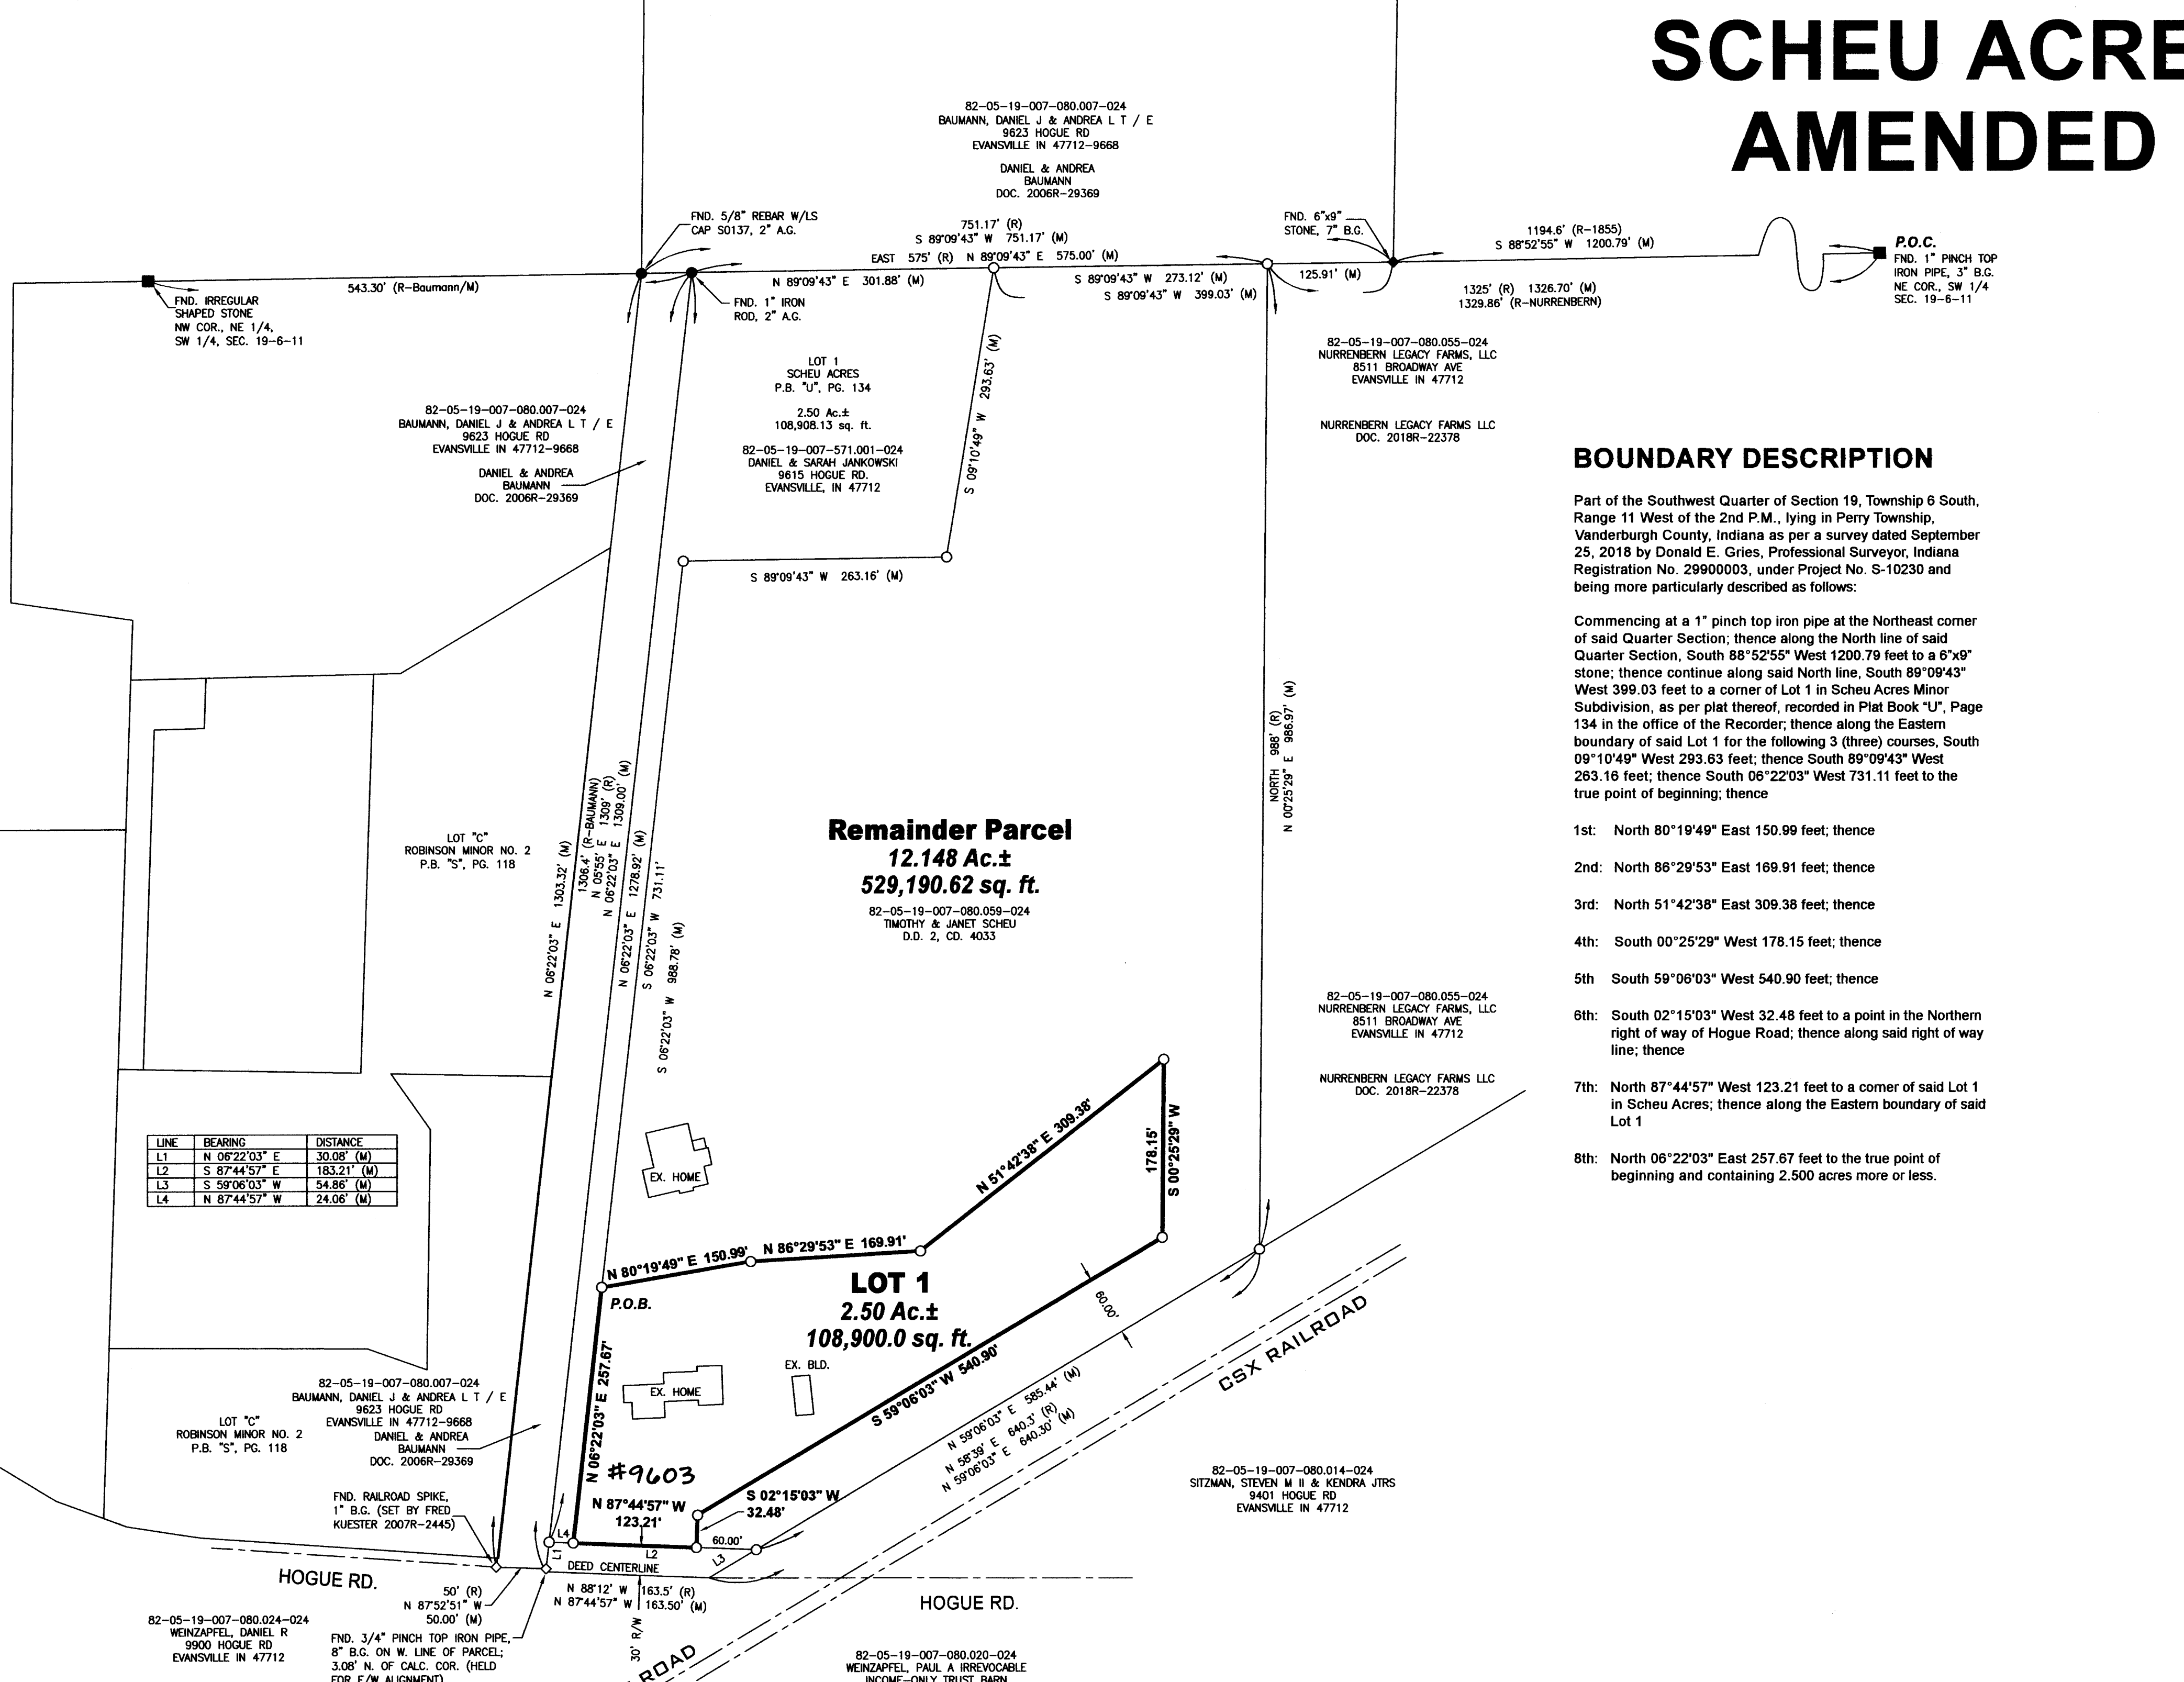 SCHEU ACRE
AMENDED
82-05-19-007-080.007-024
BAUMANN, DANIEL J & ANDREA L T / E
9623 HOGUE RD
EVANSVILLE IN 47712-9668
DANIEL & ANDREA
BAUMANN
DOC. 2006R-29369
FND. 5/8" REBAR W/LS
CAP S0137, 2" A.G.
751.17' (R)
S 89°09'43" W 751.17' (M)
EAST 575' (R) N 89°09'43" E 575.00' (M)
FND. 6"x9"
STONE, 7" B.G.
1194.6' (R-1855)
S 88°52'55" W 1200.79' (M)
P.O.C.
FND. 1" PINCH TOP
IRON PIPE, 3" B.G.
NE COR., SW 1/4
SEC. 19-6-11
543.30' (R-Baumann/M)
N 89°09'43" E 301.88' (M)
S 89°09'43" W 273.12' (M)
S 89°09'43" W 399.03' (M)
125.91' (M)
1325' (R) 1326.70' (M)
1329.86' (R-NURRENBERN)
FND. IRREGULAR
SHAPED STONE
NW COR., NE 1/4,
SW 1/4, SEC. 19-6-11
FND. 1" IRON
ROD, 2" A.G.
LOT 1
SCHEU ACRES
P.B. "U", PG. 134
2.50 Ac.±
108,908.13 sq. ft.
82-05-19-007-571.001-024
DANIEL & SARAH JANKOWSKI
9615 HOGUE RD.
EVANSVILLE, IN 47712
S 09°10'49" W 293.63' (M)
82-05-19-007-080.055-024
NURRENBERN LEGACY FARMS, LLC
8511 BROADWAY AVE
EVANSVILLE IN 47712
NURRENBERN LEGACY FARMS LLC
DOC. 2018R-22378
82-05-19-007-080.007-024
BAUMANN, DANIEL J & ANDREA L T / E
9623 HOGUE RD
EVANSVILLE IN 47712-9668
DANIEL & ANDREA
BAUMANN
DOC. 2006R-29369
S 89°09'43" W 263.16' (M)
BOUNDARY DESCRIPTION
Part of the Southwest Quarter of Section 19, Township 6 South,
Range 11 West of the 2nd P.M., lying in Perry Township,
Vanderburgh County, Indiana as per a survey dated September
25, 2018 by Donald E. Gries, Professional Surveyor, Indiana
Registration No. 29900003, under Project No. S-10230 and
being more particularly described as follows:
Commencing at a 1" pinch top iron pipe at the Northeast corner
of said Quarter Section; thence along the North line of said
Quarter Section, South 88°52'55" West 1200.79 feet to a 6"x9"
stone; thence continue along said North line, South 89°09'43"
West 399.03 feet to a corner of Lot 1 in Scheu Acres Minor
Subdivision, as per plat thereof, recorded in Plat Book "U", Page
134 in the office of the Recorder; thence along the Eastern
boundary of said Lot 1 for the following 3 (three) courses, South
09°10'49" West 293.63 feet; thence South 89°09'43" West
263.16 feet; thence South 06°22'03" West 731.11 feet to the
true point of beginning; thence
1st: North 80°19'49" East 150.99 feet; thence
2nd: North 86°29'53" East 169.91 feet; thence
3rd: North 51°42'38" East 309.38 feet; thence
4th: South 00°25'29" West 178.15 feet; thence
5th South 59°06'03" West 540.90 feet; thence
6th: South 02°15'03" West 32.48 feet to a point in the Northern
right of way of Hogue Road; thence along said right of way
line; thence
7th: North 87°44'57" West 123.21 feet to a corner of said Lot 1
in Scheu Acres; thence along the Eastern boundary of said
Lot 1
8th: North 06°22'03" East 257.67 feet to the true point of
beginning and containing 2.500 acres more or less.
NORTH 988' (R)
N 00°25'29" E 986.97' (M)
LOT "C"
ROBINSON MINOR NO. 2
P.B. "S", PG. 118
N 06°22'03" E 1303.32' (M)
1306.4' (R-BAUMANN)
N 05°55' E 1309' (R)
N 06°22'03" E 1309.00' (M)
N 06°22'03" E 1278.92' (M)
S 06°22'03" W 731.11'
S 06°22'03" W 988.78' (M)
Remainder Parcel
12.148 Ac.±
529,190.62 sq. ft.
82-05-19-007-080.059-024
TIMOTHY & JANET SCHEU
D.D. 2, CD. 4033
82-05-19-007-080.055-024
NURRENBERN LEGACY FARMS, LLC
8511 BROADWAY AVE
EVANSVILLE IN 47712
NURRENBERN LEGACY FARMS LLC
DOC. 2018R-22378
LINE BEARING DISTANCE
L1 N 06°22'03" E 30.08' (M)
L2 S 87°44'57" E 183.21' (M)
L3 S 59°06'03" W 54.86' (M)
L4 N 87°44'57" W 24.06' (M)
EX. HOME
N 51°42'38" E 309.38'
178.15'
S 00°25'29" W
N 80°19'49" E 150.99'
N 86°29'53" E 169.91'
P.O.B.
LOT 1
2.50 Ac.±
108,900.0 sq. ft.
60.00'
CSX RAILROAD
EX. BLD.
EX. HOME
N 06°22'03" E 257.67'
S 59°06'03" W 540.90'
N 59°06'03" E 585.44' (M)
N 58°39' E 640.3' (R)
N 59°06'03" E 640.30' (M)
82-05-19-007-080.007-024
BAUMANN, DANIEL J & ANDREA L T / E
9623 HOGUE RD
EVANSVILLE IN 47712-9668
DANIEL & ANDREA
BAUMANN
DOC. 2006R-29369
LOT "C"
ROBINSON MINOR NO. 2
P.B. "S", PG. 118
#9603
82-05-19-007-080.014-024
SITZMAN, STEVEN M II & KENDRA JTRS
9401 HOGUE RD
EVANSVILLE IN 47712
FND. RAILROAD SPIKE,
1" B.G. (SET BY FRED
KUESTER 2007R-2445)
N 87°44'57" W
123.21'
S 02°15'03" W
32.48'
L4
L1
L2
60.00'
L3
DEED CENTERLINE
HOGUE RD.
50' (R)
N 87°52'51" W
50.00' (M)
N 88°12' W 163.5' (R)
N 87°44'57" W 163.50' (M)
30' R/W
HOGUE RD.
82-05-19-007-080.024-024
WEINZAPFEL, DANIEL R
9900 HOGUE RD
EVANSVILLE IN 47712
FND. 3/4" PINCH TOP IRON PIPE,
8" B.G. ON W. LINE OF PARCEL;
3.08' N. OF CALC. COR. (HELD
FOR E/W ALIGNMENT)
ROAD
82-05-19-007-080.020-024
WEINZAPFEL, PAUL A IRREVOCABLE
INCOME-ONLY TRUST BARN